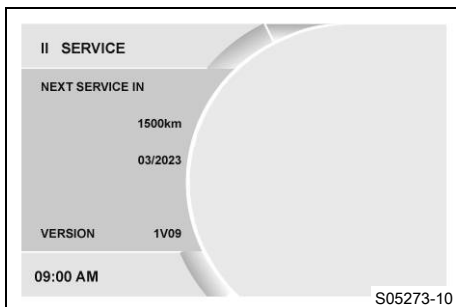 II SERVICE
NEXT SERVICE IN
1500km
03/2023
VERSION 1V09
09:00 AM
S05273-10